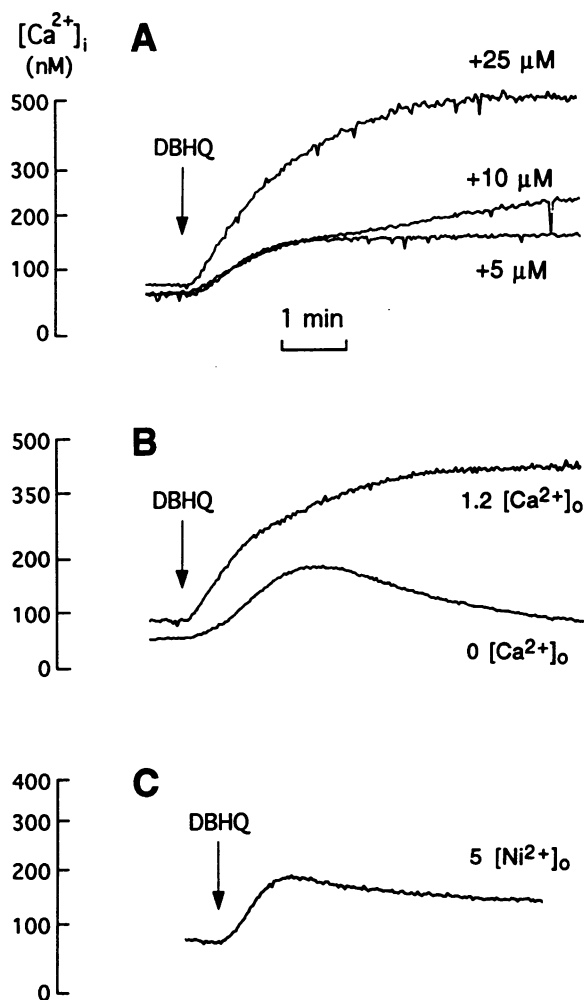 [Ca²⁺]i
(nM)
A
+25 µM
500
DBHQ
300
+10 µM
200
100
+5 µM
1 min
0
B
500
DBHQ
350
1.2 [Ca²⁺]o
200
100
0 [Ca²⁺]o
0
C
400
DBHQ
300
5 [Ni²⁺]o
200
100
0